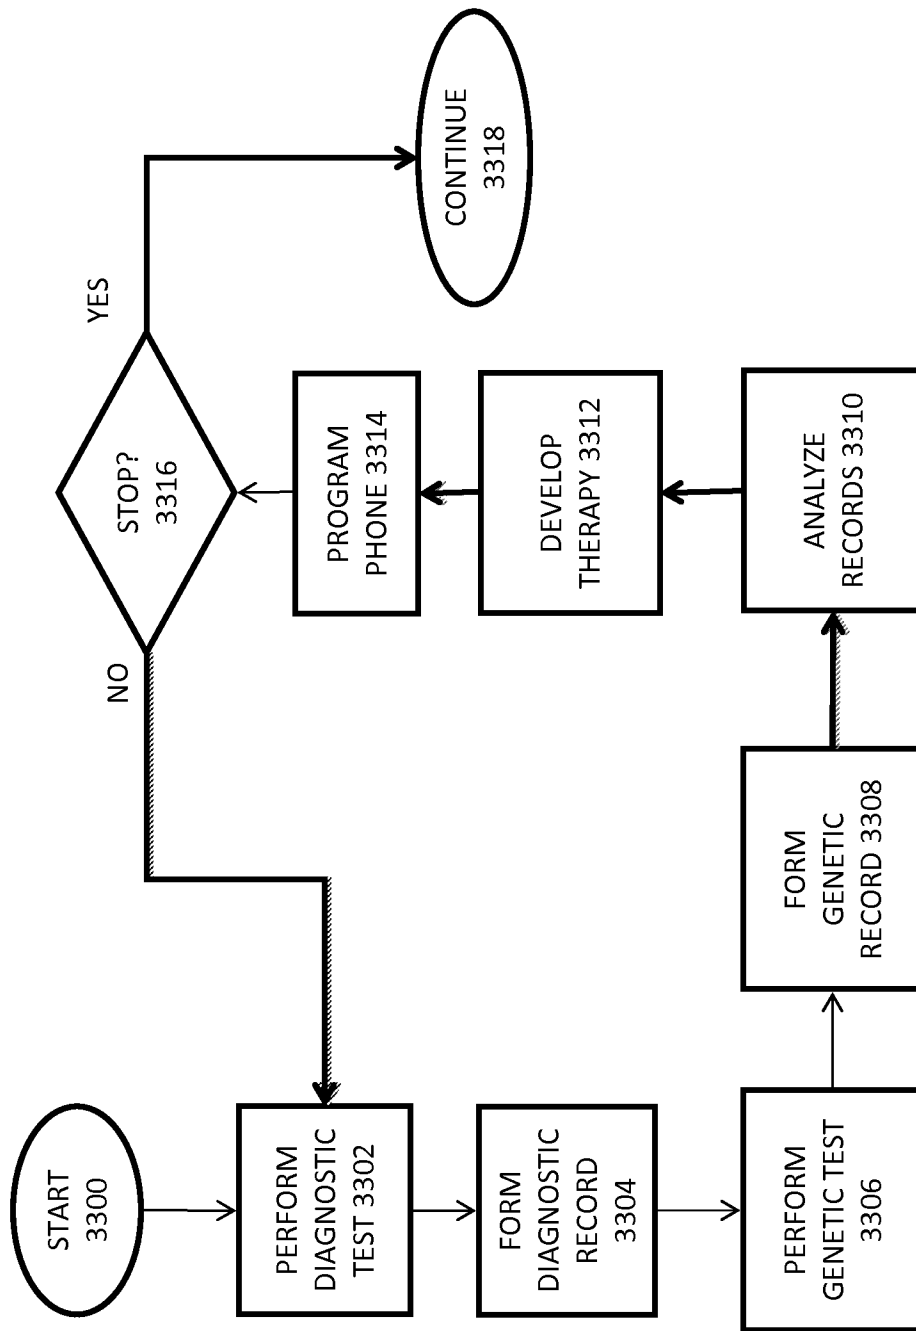 START
3300
PERFORM
DIAGNOSTIC
TEST 3302
FORM
DIAGNOSTIC
RECORD
3304
PERFORM
GENETIC TEST
3306
FORM
GENETIC
RECORD 3308
ANALYZE
RECORDS 3310
DEVELOP
THERAPY 3312
PROGRAM
PHONE 3314
STOP?
3316
NO
YES
CONTINUE
3318